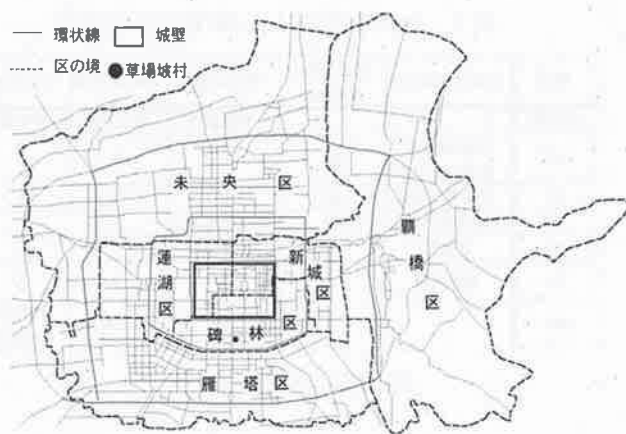 環状線 城壁
区の境 ●草場坡村
未央区
灞橋区
蓮湖区
新城区
碑林区
雁塔区